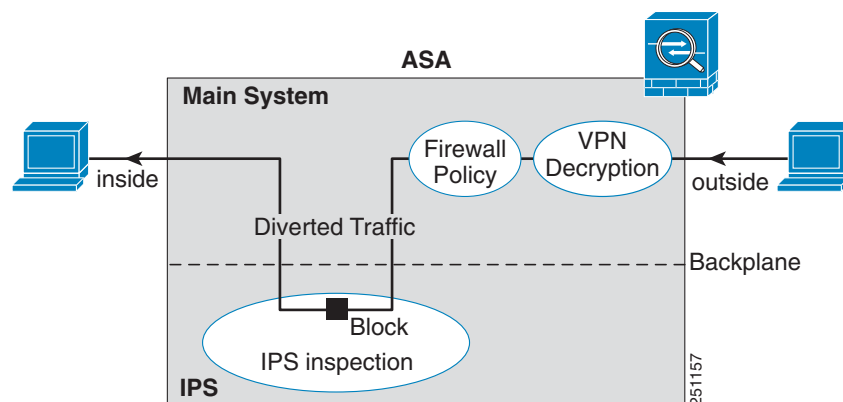 ASA
Main System
Firewall
Policy
VPN
Decryption
inside
outside
Diverted Traffic
Backplane
Block
IPS inspection
IPS
251157